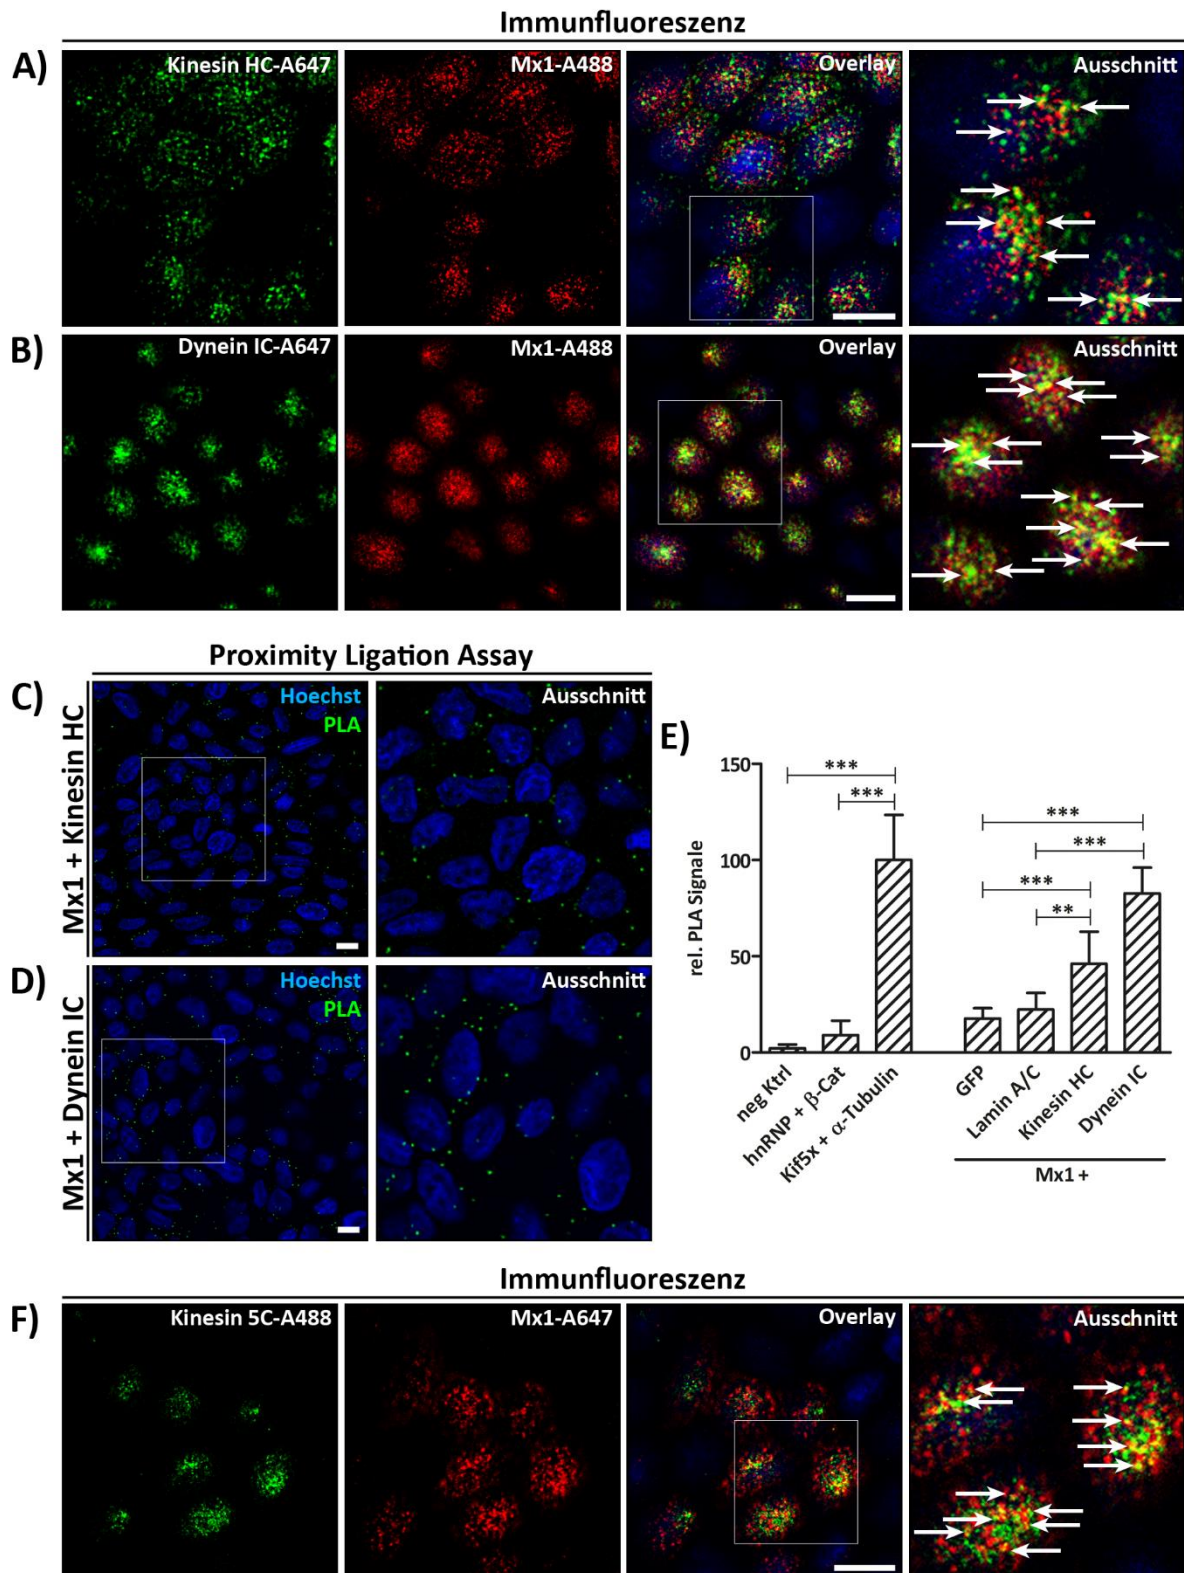 Immunfluoreszenz
A)
Kinesin HC-A647
Mx1-A488
Overlay
Ausschnitt
B)
Dynein IC-A647
Mx1-A488
Overlay
Ausschnitt
Proximity Ligation Assay
C)
Mx1 + Kinesin HC
Hoechst
PLA
Ausschnitt
D)
Mx1 + Dynein IC
Hoechst
PLA
Ausschnitt
E)
rel. PLA Signale
150
100
50
0
***
***
***
***
***
**
neg Ktrl
hnRNP + β-Cat
Kif5x + α-Tubulin
GFP
Lamin A/C
Kinesin HC
Dynein IC
Mx1 +
Immunfluoreszenz
F)
Kinesin 5C-A488
Mx1-A647
Overlay
Ausschnitt